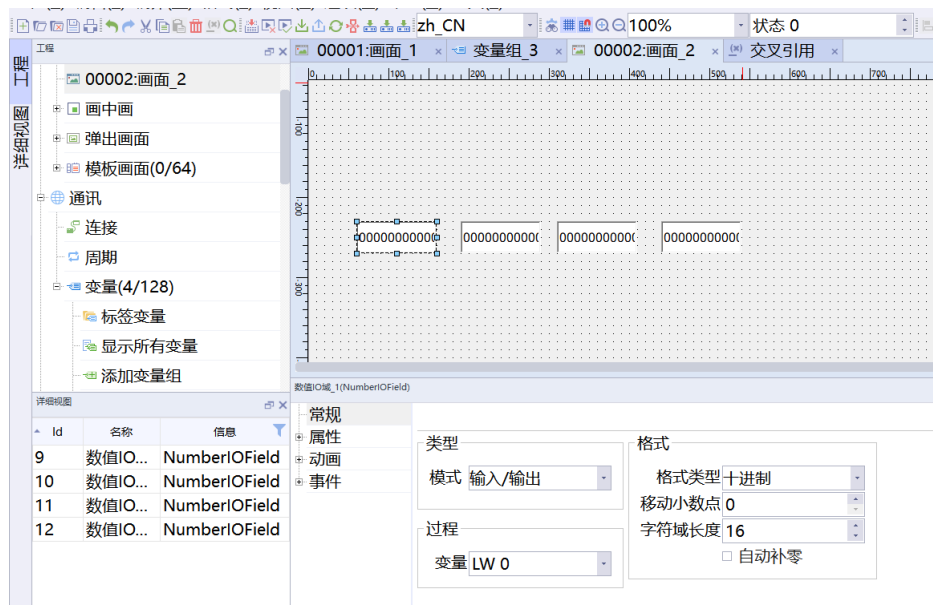 zh_CN 100% 状态 0
工程
详细视图
工程
00002:画面_2
画中画
弹出画面
模板画面(0/64)
通讯
连接
周期
变量(4/128)
标签变量
显示所有变量
添加变量组
详细视图
Id 名称 信息
9 数值IO... NumberIOField
10 数值IO... NumberIOField
11 数值IO... NumberIOField
12 数值IO... NumberIOField
00001:画面_1 × 变量组_3 × 00002:画面_2 × 交叉引用 ×
0 100 200 300 400 500 600 700
100
200
300
00000000000 00000000000 00000000000 00000000000
数值IO域_1(NumberIOField)
常规
属性
动画
事件
类型
模式 输入/输出
过程
变量 LW 0
格式
格式类型 十进制
移动小数点 0
字符域长度 16
自动补零